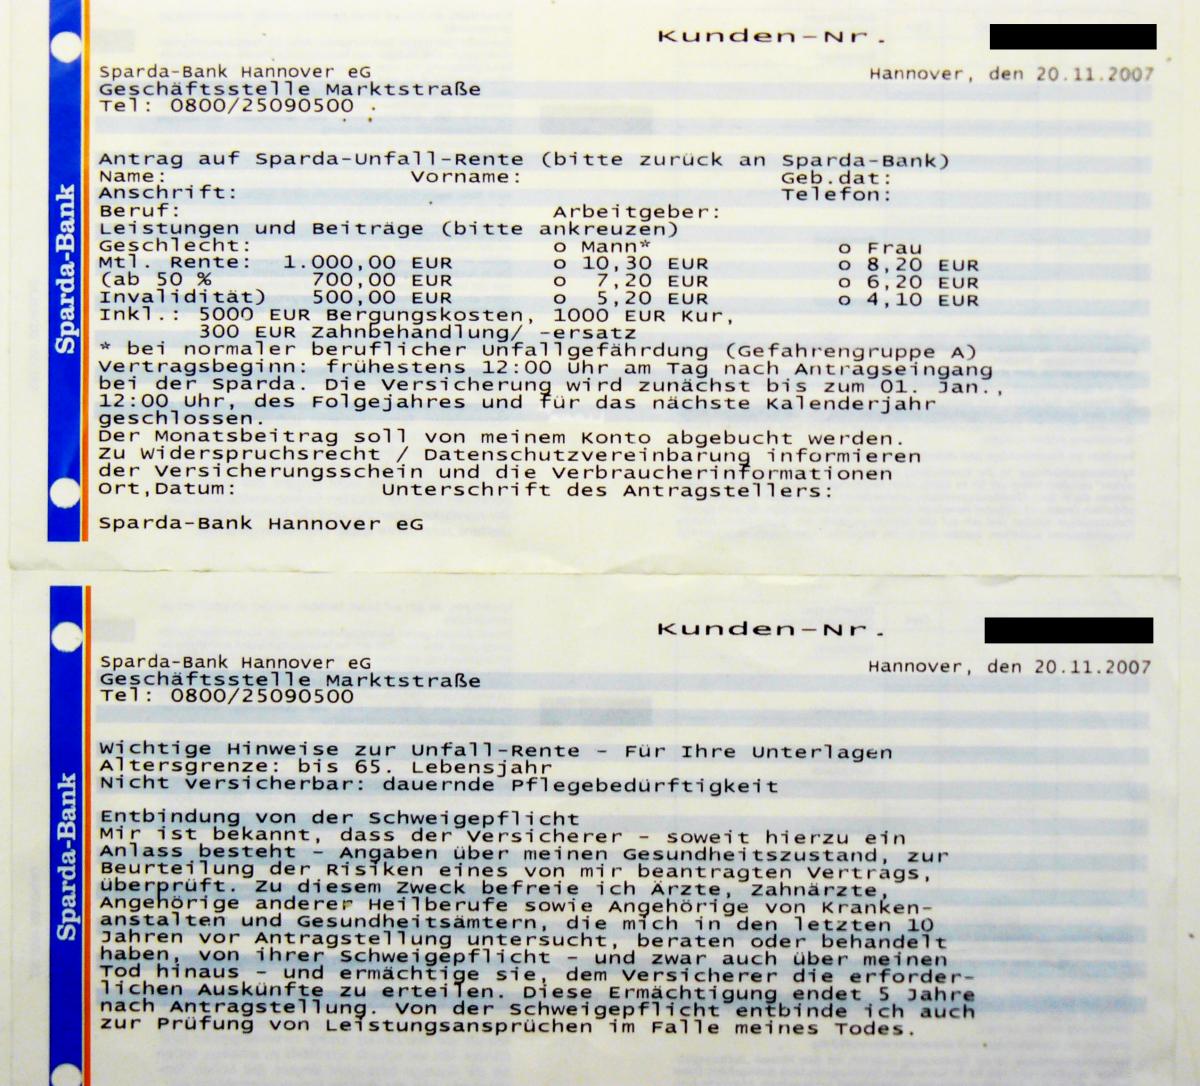 Kunden-Nr.
Sparda-Bank Hannover eG
Hannover, den 20.11.2007
Geschäftsstelle Marktstraße
Tel: 0800/25090500
Antrag auf Sparda-Unfall-Rente (bitte zurück an Sparda-Bank)
Name: Vorname: Geb.dat:
Anschrift: Telefon:
Beruf: Arbeitgeber:
Leistungen und Beiträge (bitte ankreuzen)
Geschlecht: o Mann* o Frau
Mtl. Rente: 1.000,00 EUR o 10,30 EUR o 8,20 EUR
(ab 50 % 700,00 EUR o 7,20 EUR o 6,20 EUR
Invalidität) 500,00 EUR o 5,20 EUR o 4,10 EUR
Inkl.: 5000 EUR Bergungskosten, 1000 EUR Kur,
300 EUR Zahnbehandlung/ -ersatz
* bei normaler beruflicher Unfallgefährdung (Gefahrengruppe A)
Vertragsbeginn: frühestens 12:00 Uhr am Tag nach Antragseingang
bei der Sparda. Die Versicherung wird zunächst bis zum 01. Jan.,
12:00 Uhr, des Folgejahres und für das nächste Kalenderjahr
geschlossen.
Der Monatsbeitrag soll von meinem Konto abgebucht werden.
Zu Widerspruchsrecht / Datenschutzvereinbarung informieren
der Versicherungsschein und die Verbraucherinformationen
Ort,Datum: Unterschrift des Antragstellers:
Sparda-Bank Hannover eG
Sparda-Bank
Kunden-Nr.
Sparda-Bank Hannover eG
Hannover, den 20.11.2007
Geschäftsstelle Marktstraße
Tel: 0800/25090500
Wichtige Hinweise zur Unfall-Rente - Für Ihre Unterlagen
Altersgrenze: bis 65. Lebensjahr
Nicht versicherbar: dauernde Pflegebedürftigkeit
Entbindung von der Schweigepflicht
Mir ist bekannt, dass der Versicherer - soweit hierzu ein
Anlass besteht - Angaben über meinen Gesundheitszustand, zur
Beurteilung der Risiken eines von mir beantragten Vertrags,
überprüft. Zu diesem Zweck befreie ich Ärzte, Zahnärzte,
Angehörige anderer Heilberufe sowie Angehörige von Kranken-
anstalten und Gesundheitsämtern, die mich in den letzten 10
Jahren vor Antragstellung untersucht, beraten oder behandelt
haben, von ihrer Schweigepflicht - und zwar auch über meinen
Tod hinaus - und ermächtige sie, dem Versicherer die erforder-
lichen Auskünfte zu erteilen. Diese Ermächtigung endet 5 Jahre
nach Antragstellung. Von der Schweigepflicht entbinde ich auch
zur Prüfung von Leistungsansprüchen im Falle meines Todes.
Sparda-Bank